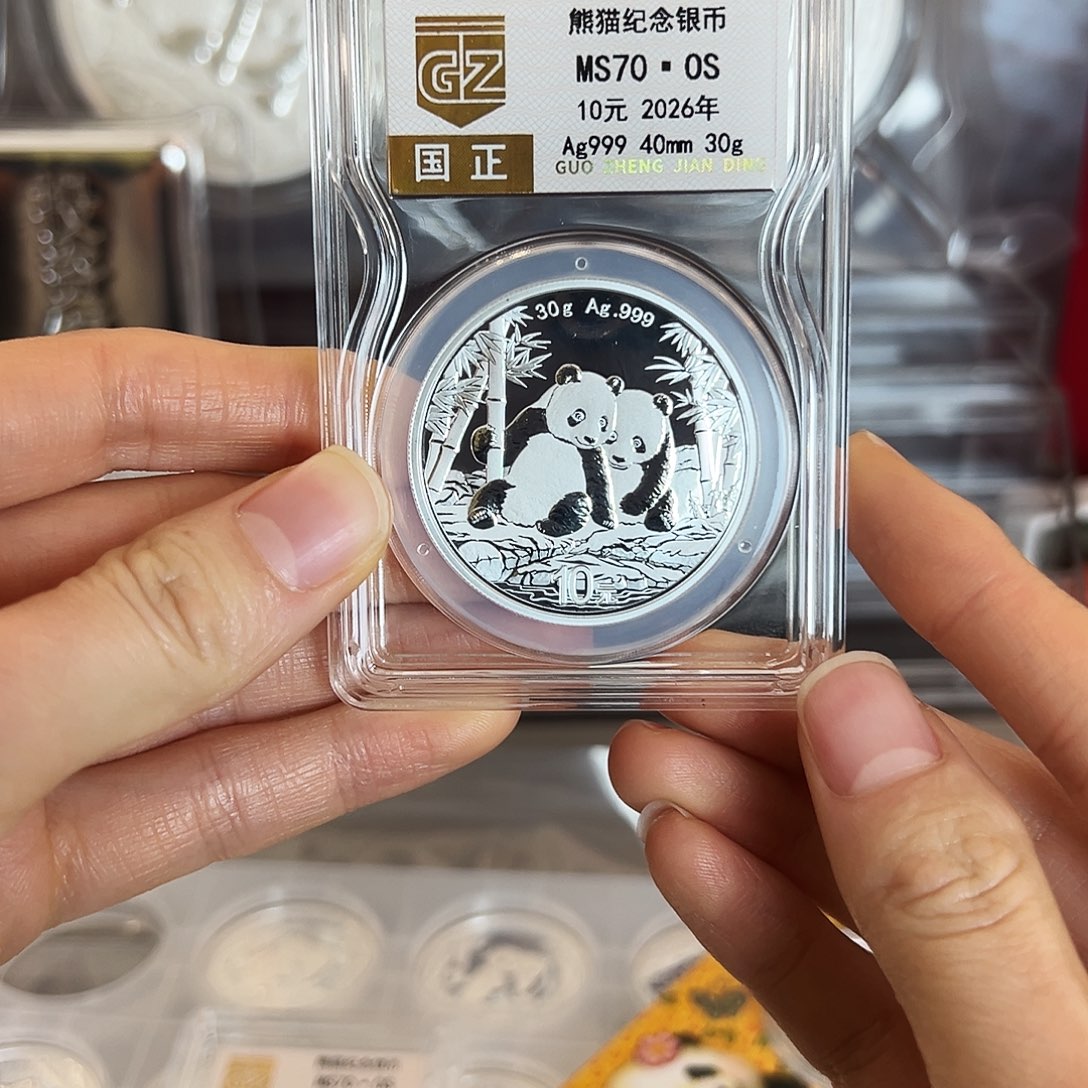 熊猫纪念银币
GZ
MS70▪OS
10元 2026年
国正
Ag999 40mm 30g
GUO ZHENG JIAN DING
30g Ag.999
10元